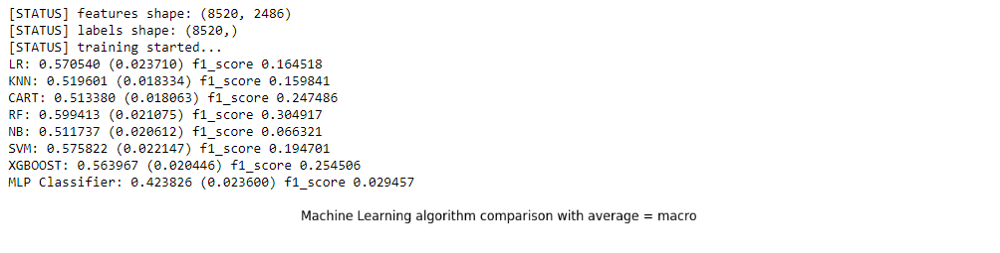 [STATUS] features shape: (8520, 2486)
[STATUS] labels shape: (8520,)
[STATUS] training started...
LR: 0.570540 (0.023710) f1_score 0.164518
KNN: 0.519601 (0.018334) f1_score 0.159841
CART: 0.513380 (0.018063) f1_score 0.247486
RF: 0.599413 (0.021075) f1_score 0.304917
NB: 0.511737 (0.020612) f1_score 0.066321
SVM: 0.575822 (0.022147) f1_score 0.194701
XGBOOST: 0.563967 (0.020446) f1_score 0.254506
MLP Classifier: 0.423826 (0.023600) f1_score 0.029457
Machine Learning algorithm comparison with average = macro